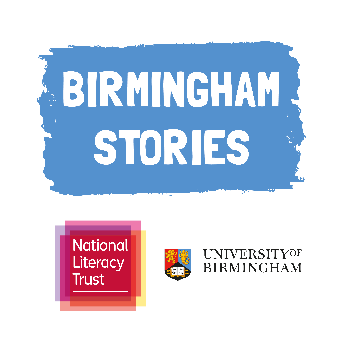 BIRMINGHAM
STORIES
National
Literacy
Trust
UNIVERSITY OF
BIRMINGHAM